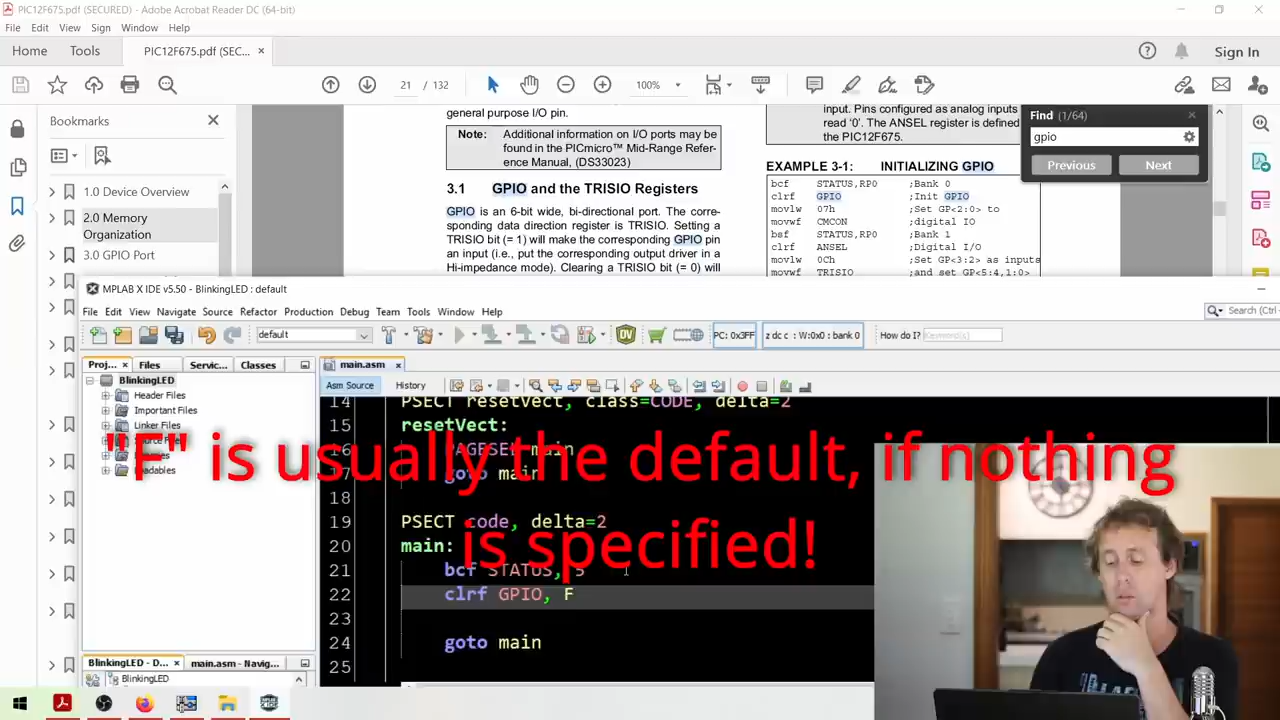 PIC12F675.pdf (SECURED) - Adobe Acrobat Reader DC (64-bit)
File Edit View Sign Window Help
Home Tools PIC12F675.pdf (SEC... × Sign In
21 / 132 100%
Bookmarks
1.0 Device Overview
2.0 Memory
Organization
3.0 GPIO Port
general purpose I/O pin.
Note: Additional information on I/O ports may be
found in the PICmicro™ Mid-Range Refer-
ence Manual, (DS33023)
3.1 GPIO and the TRISIO Registers
GPIO is an 6-bit wide, bi-directional port. The corre-
sponding data direction register is TRISIO. Setting a
TRISIO bit (= 1) will make the corresponding GPIO pin
an input (i.e., put the corresponding output driver in a
Hi-impedance mode). Clearing a TRISIO bit (= 0) will
input. Pins configured as analog inputs
read '0'. The ANSEL register is defined
the PIC12F675.
EXAMPLE 3-1: INITIALIZING GPIO
bcf STATUS,RP0 ;Bank 0
clrf GPIO ;Init GPIO
movlw 07h ;Set GP<2:0> to
movwf CMCON ;digital IO
bsf STATUS,RP0 ;Bank 1
clrf ANSEL ;Digital I/O
movlw 0Ch ;Set GP<3:2> as inputs
movwf TRISIO ;and set GP<5:4,1:0>
Find (1/64)
gpio
Previous Next
MPLAB X IDE v5.50 - BlinkingLED : default
File Edit View Navigate Source Refactor Production Debug Team Tools Window Help
Search (Ctrl
default PC: 0x3FF z dc c : W:0x0 : bank 0 How do I? Keyword(s)
Proj... × Files Servic... Classes
BlinkingLED
Header Files
Important Files
Linker Files
Loadables
BlinkingLED - D... × main.asm - Navig...
BlinkingLED
main.asm ×
Asm Source History
14 PSECT resetVect, class=CODE, delta=2
15 resetVect:
16 PAGESEL main
17 goto main
18
19 PSECT code, delta=2
20 main:
21 bcf STATUS, 5
22 clrf GPIO, F
24 goto main
25
"F" is usually the default, if nothing
is specified!